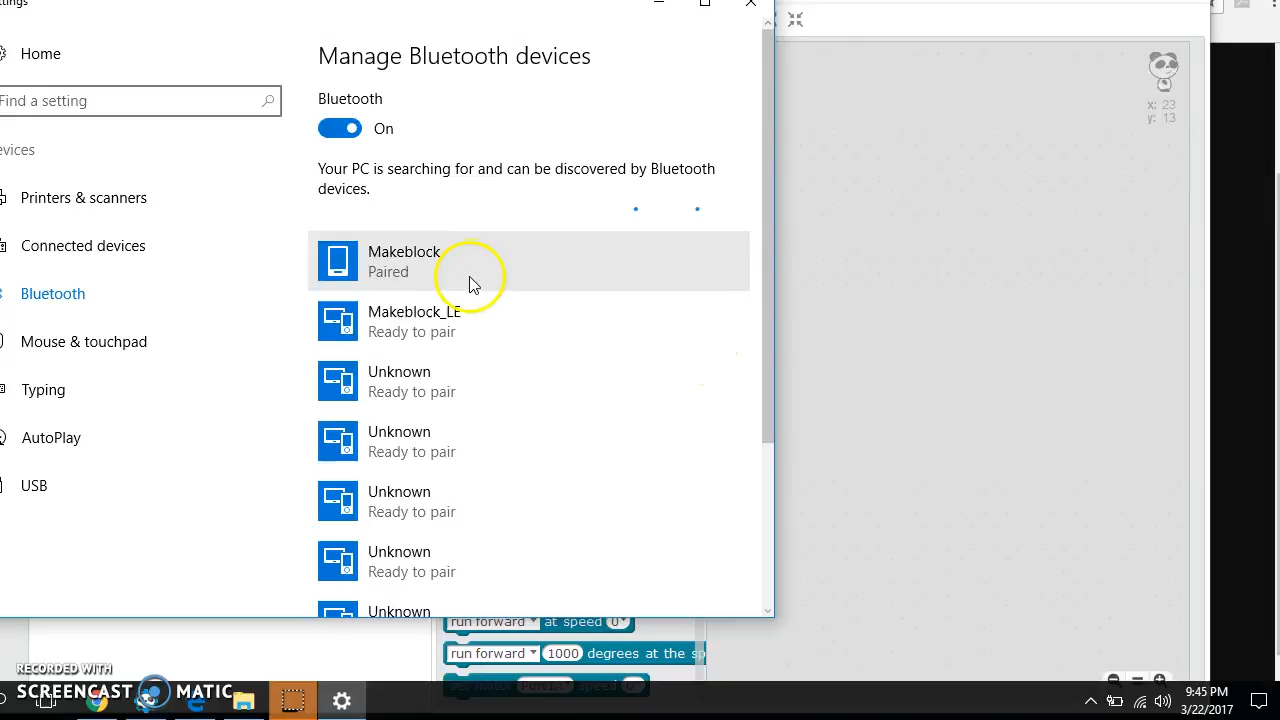 ettings
Home
Find a setting
evices
Printers & scanners
Connected devices
Bluetooth
Mouse & touchpad
Typing
AutoPlay
USB
Manage Bluetooth devices
Bluetooth
On
Your PC is searching for and can be discovered by Bluetooth
devices.
Makeblock
Paired
Makeblock_LE
Ready to pair
Unknown
Ready to pair
Unknown
Ready to pair
Unknown
Ready to pair
Unknown
Ready to pair
Unknown
x: 23
y: 13
run forward at speed 0
run forward 1000 degrees at the sp
speed
RECORDED WITH
SCREENCAST MATIC
9:45 PM
3/22/2017